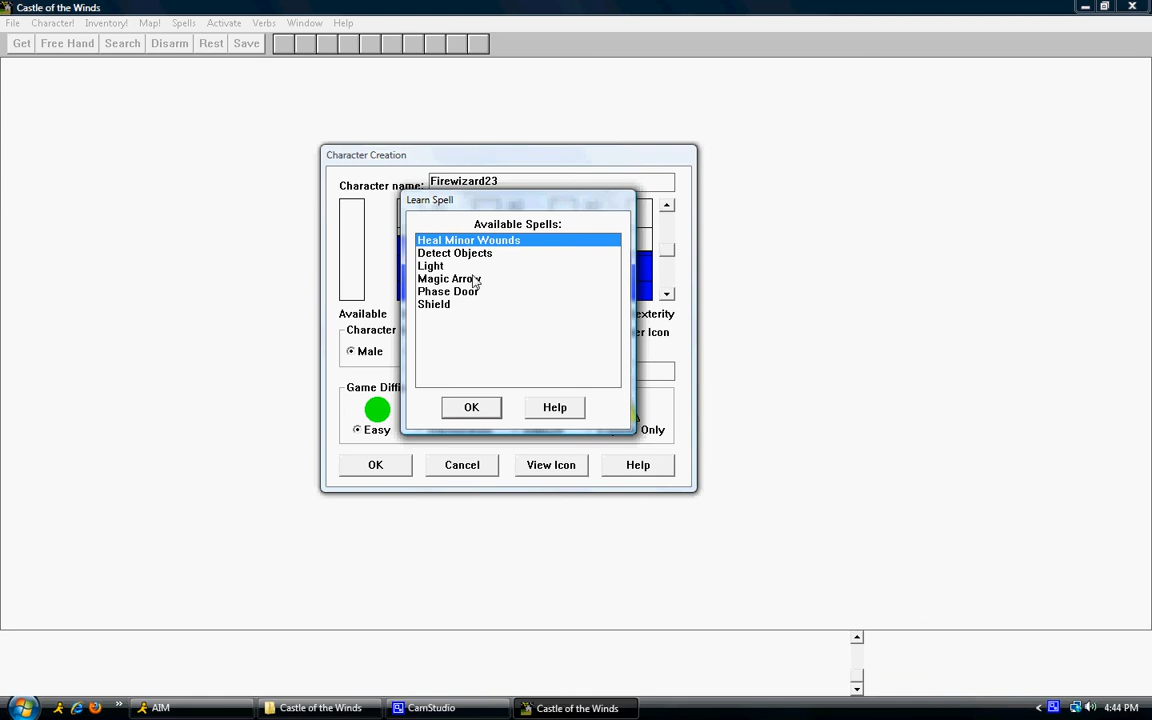 Castle of the Winds
File Character! Inventory! Map! Spells Activate Verbs Window Help
Get Free Hand Search Disarm Rest Save
Character Creation
Character name: Firewizard23
Learn Spell
Available Spells:
Heal Minor Wounds
Detect Objects
Light
Magic Arrow
Phase Door
Shield
Available
exterity
Character
er Icon
Male
Game Diffi
OK Help
Easy
Only
OK Cancel View Icon Help
AIM Castle of the Winds CamStudio Castle of the Winds 4:44 PM